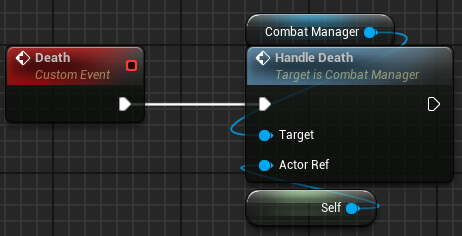 Combat Manager
Death
Custom Event
Handle Death
Target is Combat Manager
Target
Actor Ref
Self